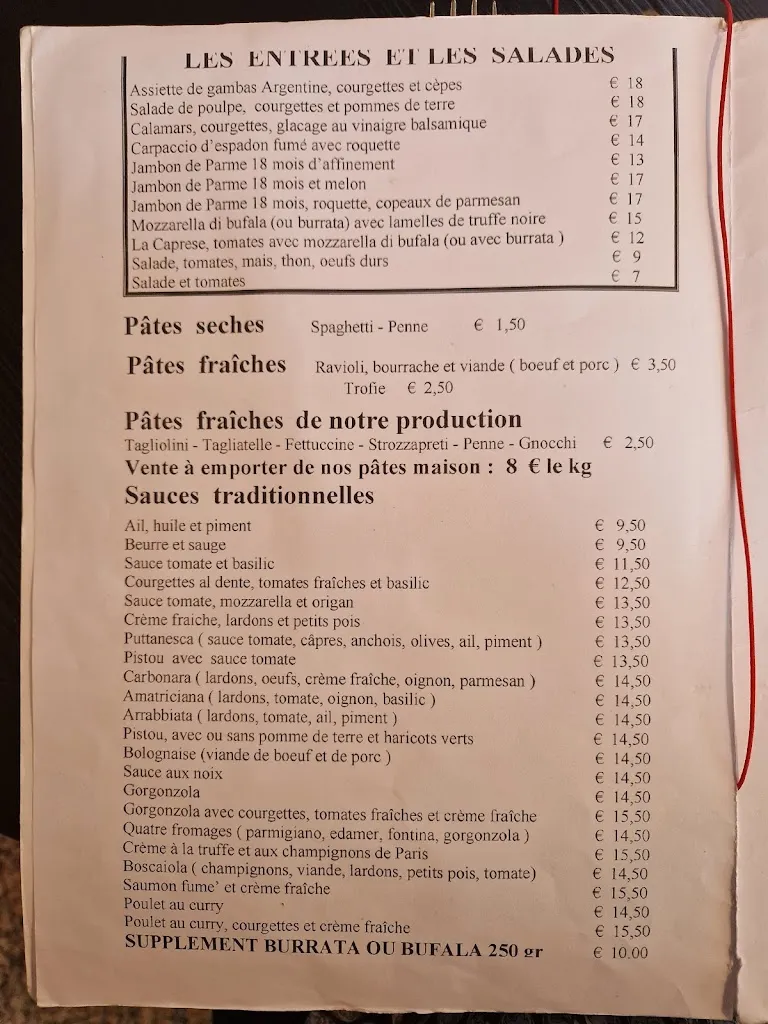 LES ENTREES ET LES SALADES
Assiette de gambas Argentine, courgettes et cèpes € 18
Salade de poulpe, courgettes et pommes de terre € 18
Calamars, courgettes, glacage au vinaigre balsamique € 17
Carpaccio d'espadon fumé avec roquette € 14
Jambon de Parme 18 mois d'affinement € 13
Jambon de Parme 18 mois et melon € 17
Jambon de Parme 18 mois, roquette, copeaux de parmesan € 17
Mozzarella di bufala (ou burrata) avec lamelles de truffe noire € 15
La Caprese, tomates avec mozzarella di bufala (ou avec burrata ) € 12
Salade, tomates, mais, thon, oeufs durs € 9
Salade et tomates € 7
Pâtes seches Spaghetti - Penne € 1,50
Pâtes fraîches Ravioli, bourrache et viande ( boeuf et porc ) € 3,50
Trofie € 2,50
Pâtes fraîches de notre production
Tagliolini - Tagliatelle - Fettuccine - Strozzapreti - Penne - Gnocchi € 2,50
Vente à emporter de nos pâtes maison : 8 € le kg
Sauces traditionnelles
Ail, huile et piment € 9,50
Beurre et sauge € 9,50
Sauce tomate et basilic € 11,50
Courgettes al dente, tomates fraîches et basilic € 12,50
Sauce tomate, mozzarella et origan € 13,50
Crème fraiche, lardons et petits pois € 13,50
Puttanesca ( sauce tomate, câpres, anchois, olives, ail, piment ) € 13,50
Pistou avec sauce tomate € 13,50
Carbonara ( lardons, oeufs, crème fraîche, oignon, parmesan ) € 14,50
Amatriciana ( lardons, tomate, oignon, basilic ) € 14,50
Arrabbiata ( lardons, tomate, ail, piment ) € 14,50
Pistou, avec ou sans pomme de terre et haricots verts € 14,50
Bolognaise (viande de boeuf et de porc ) € 14,50
Sauce aux noix € 14,50
Gorgonzola € 14,50
Gorgonzola avec courgettes, tomates fraîches et crème fraîche € 15,50
Quatre fromages ( parmigiano, edamer, fontina, gorgonzola ) € 14,50
Crème à la truffe et aux champignons de Paris € 15,50
Boscaiola ( champignons, viande, lardons, petits pois, tomate) € 14,50
Saumon fume' et crème fraîche € 15,50
Poulet au curry € 14,50
Poulet au curry, courgettes et crème fraîche € 15,50
SUPPLEMENT BURRATA OU BUFALA 250 gr € 10.00